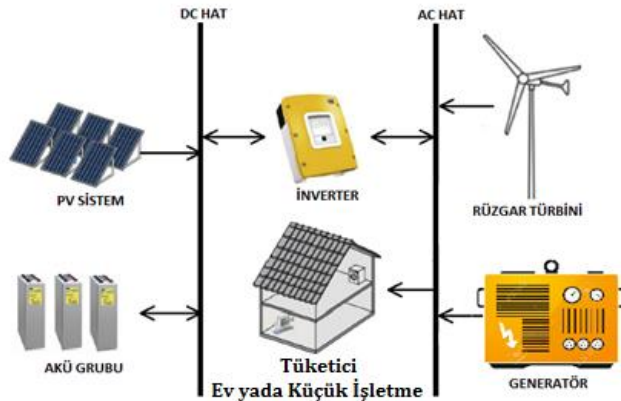 DC HAT
AC HAT
PV SİSTEM
İNVERTER
RÜZGAR TÜRBİNİ
AKÜ GRUBU
Tüketici
Ev yada Küçük İşletme
GENERATÖR